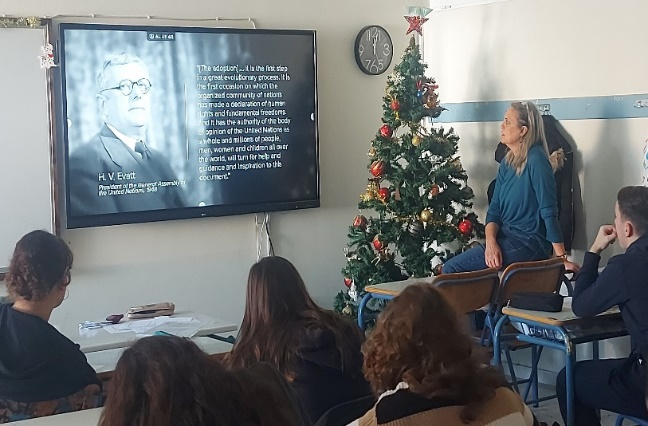 "[The adoption] ... it is the first step
in a great evolutionary process. It is
the first occasion on which the
organized community of nations
has made a declaration of human
rights and fundamental freedoms.
And it has the authority of the body
of opinion of the United Nations as
a whole and millions of people,
men, women and children all over
the world, will turn for help and
guidance and inspiration to this
document."
H. V. Evatt
President of the General Assembly of
the United Nations, 1948